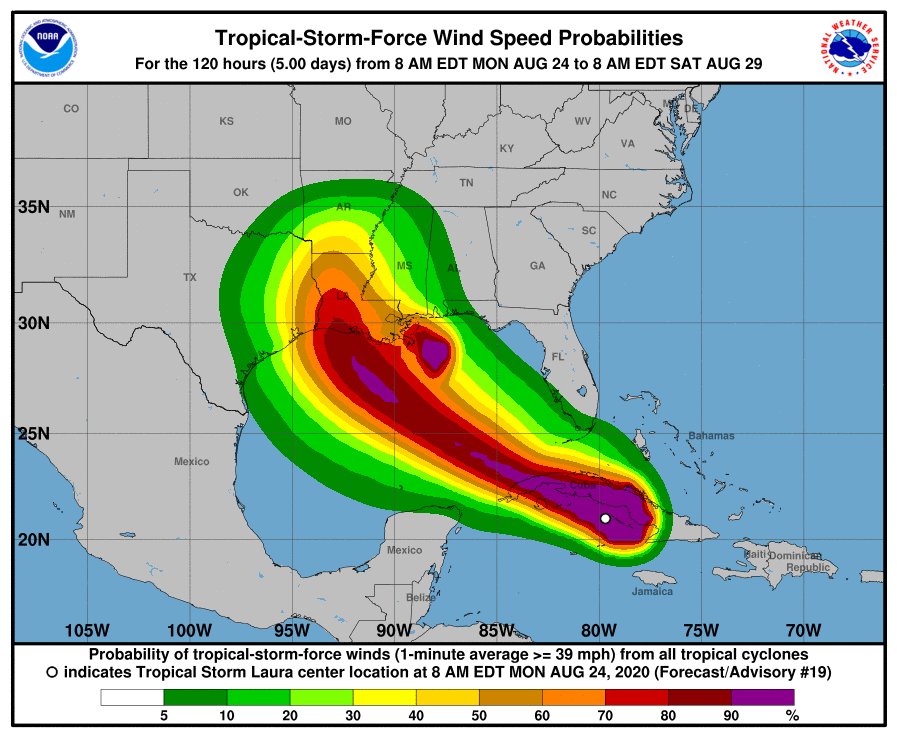 Tropical-Storm-Force Wind Speed Probabilities
For the 120 hours (5.00 days) from 8 AM EDT MON AUG 24 to 8 AM EDT SAT AUG 29
NOAA
NATIONAL WEATHER SERVICE
CO
KS
MO
KY
WV
VA
DE
OK
TN
NC
35N
NM
AR
SC
TX
MS
AL
GA
LA
30N
FL
25N
Bahamas
Mexico
Cuba
20N
Mexico
Haiti
Dominican
Republic
Jamaica
Belize
105W 100W 95W 90W 85W 80W 75W 70W
Probability of tropical-storm-force winds (1-minute average >= 39 mph) from all tropical cyclones
indicates Tropical Storm Laura center location at 8 AM EDT MON AUG 24, 2020 (Forecast/Advisory #19)
5 10 20 30 40 50 60 70 80 90 %